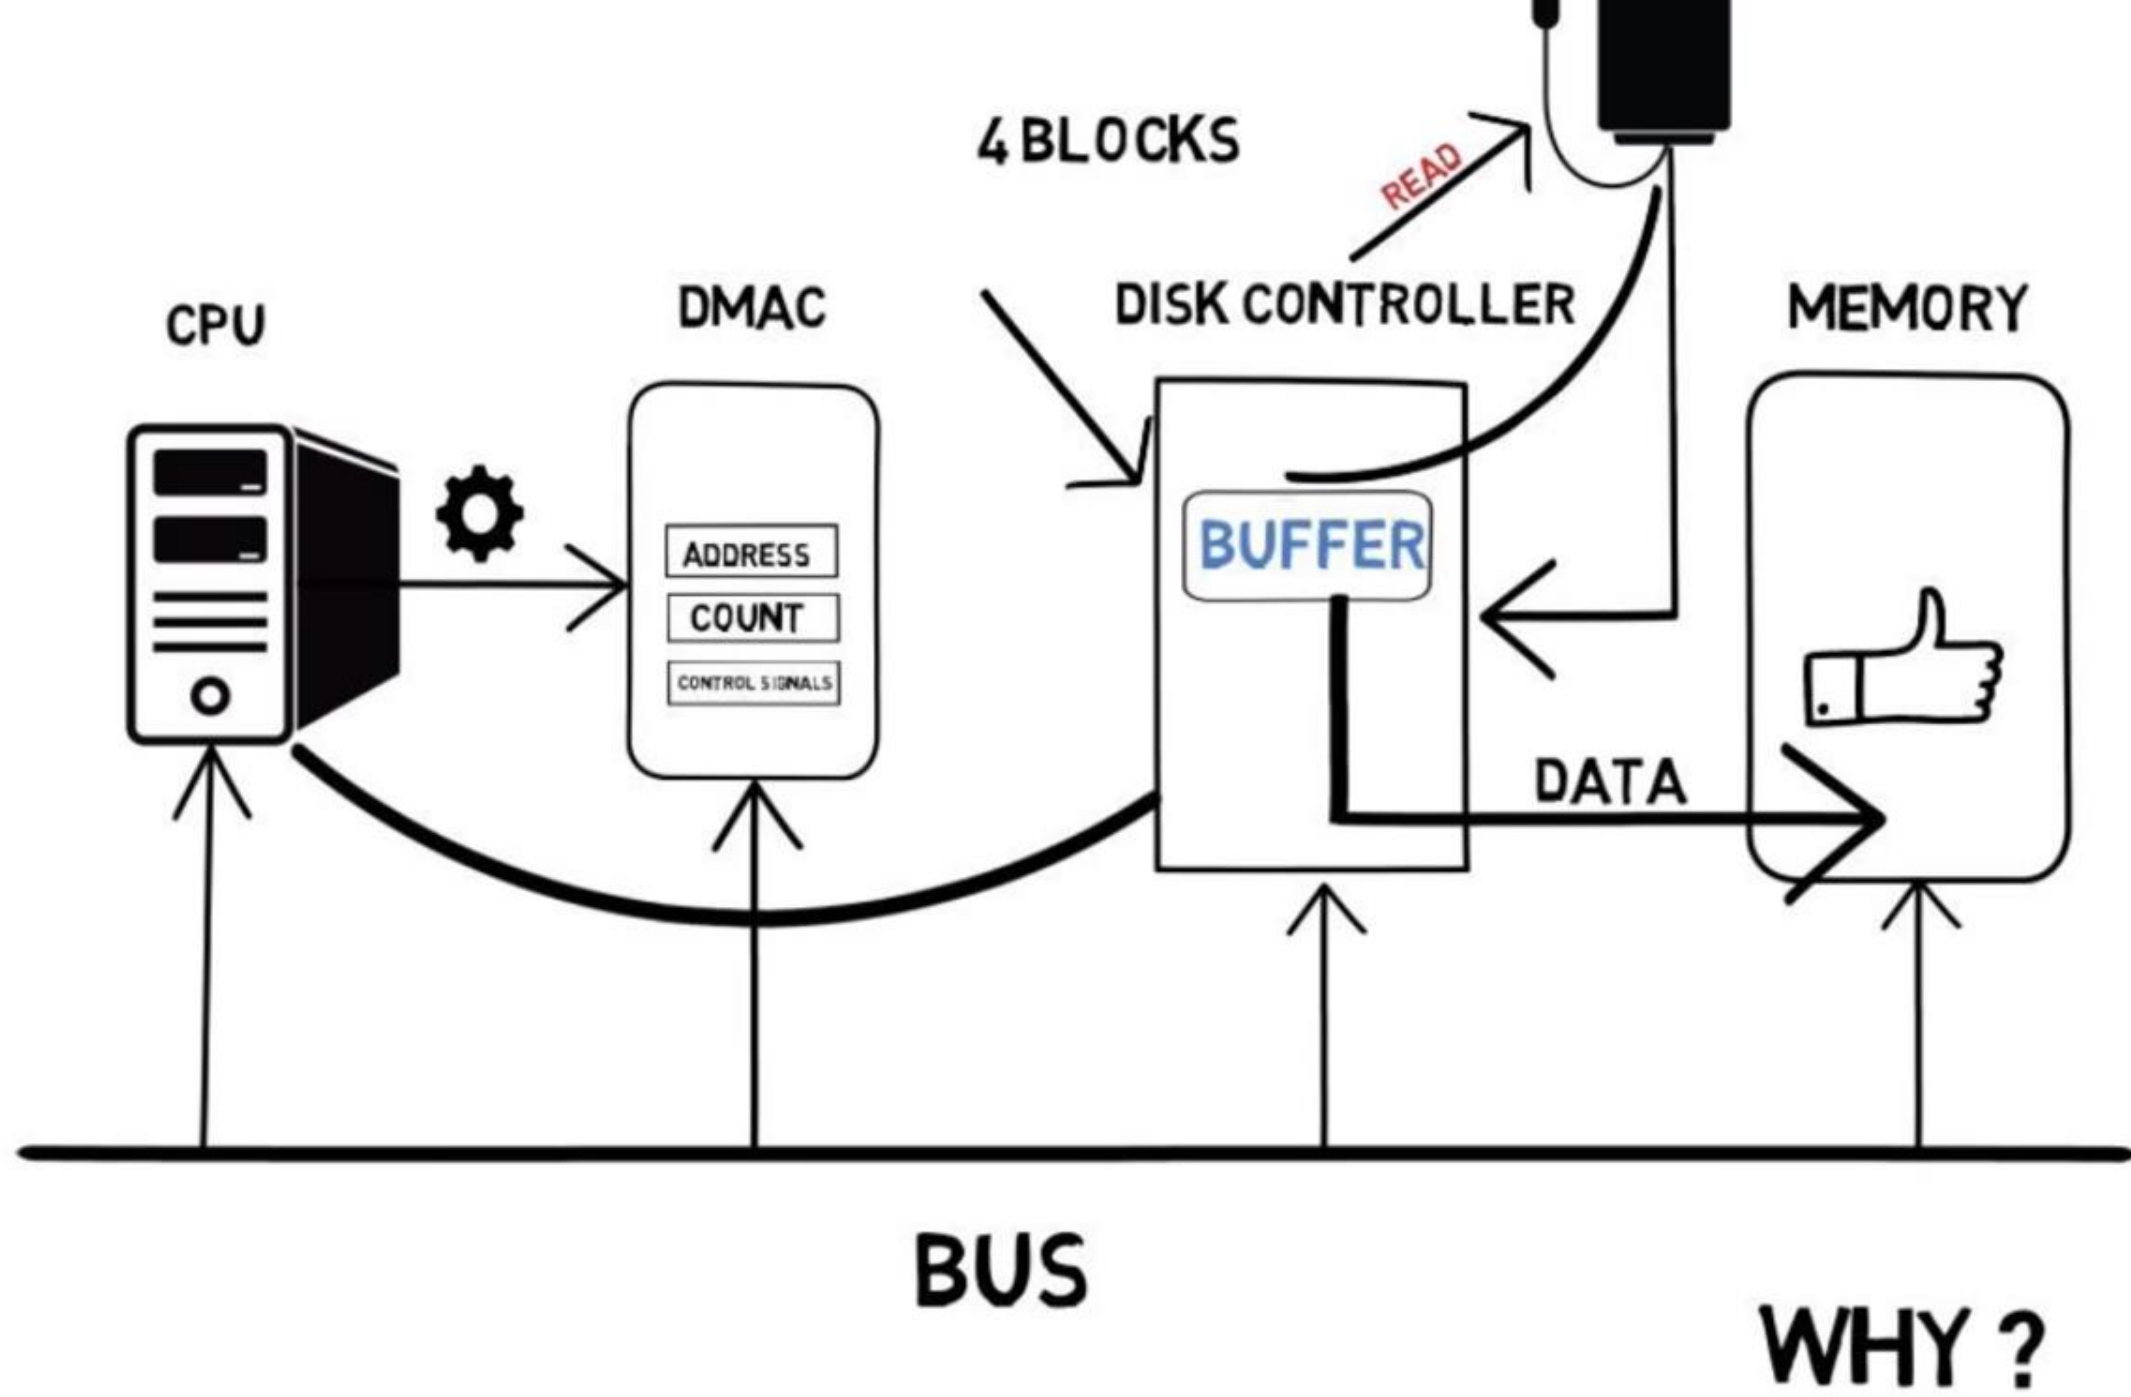 4 BLOCKS
READ
CPU
DMAC
DISK CONTROLLER
MEMORY
ADDRESS
COUNT
CONTROL SIGNALS
BUFFER
DATA
BUS
WHY ?